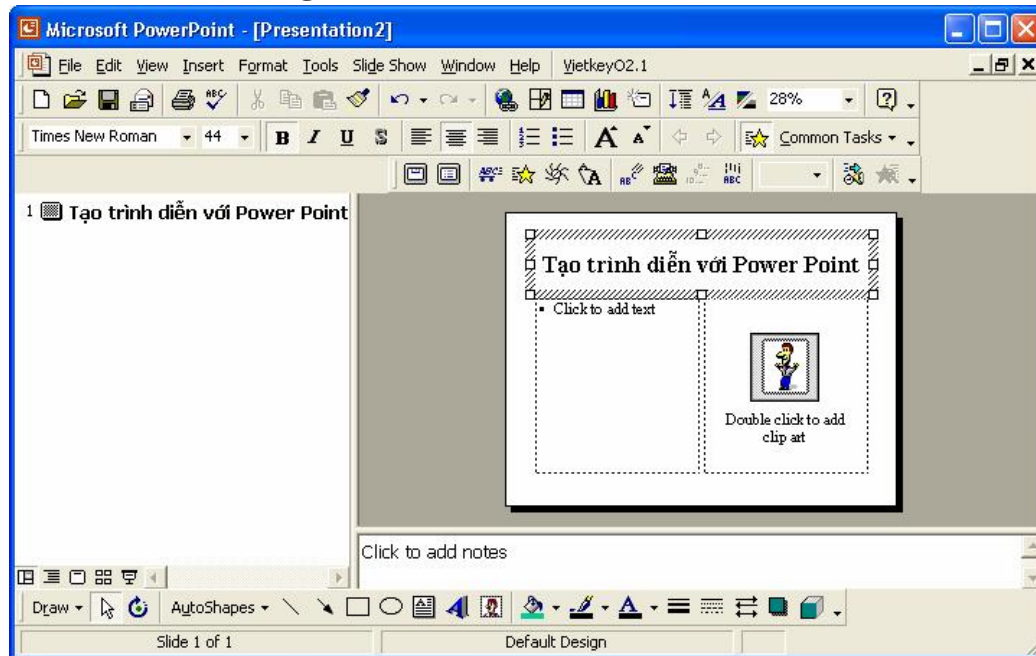 Microsoft PowerPoint - [Presentation2]
File Edit View Insert Format Tools Slide Show Window Help VietkeyO2.1
28%
Times New Roman 44 B I U S A A Common Tasks
1 Tạo trình diễn với Power Point
Tạo trình diễn với Power Point
Click to add text
Double click to add
clip art
Click to add notes
Draw AutoShapes
Slide 1 of 1 Default Design